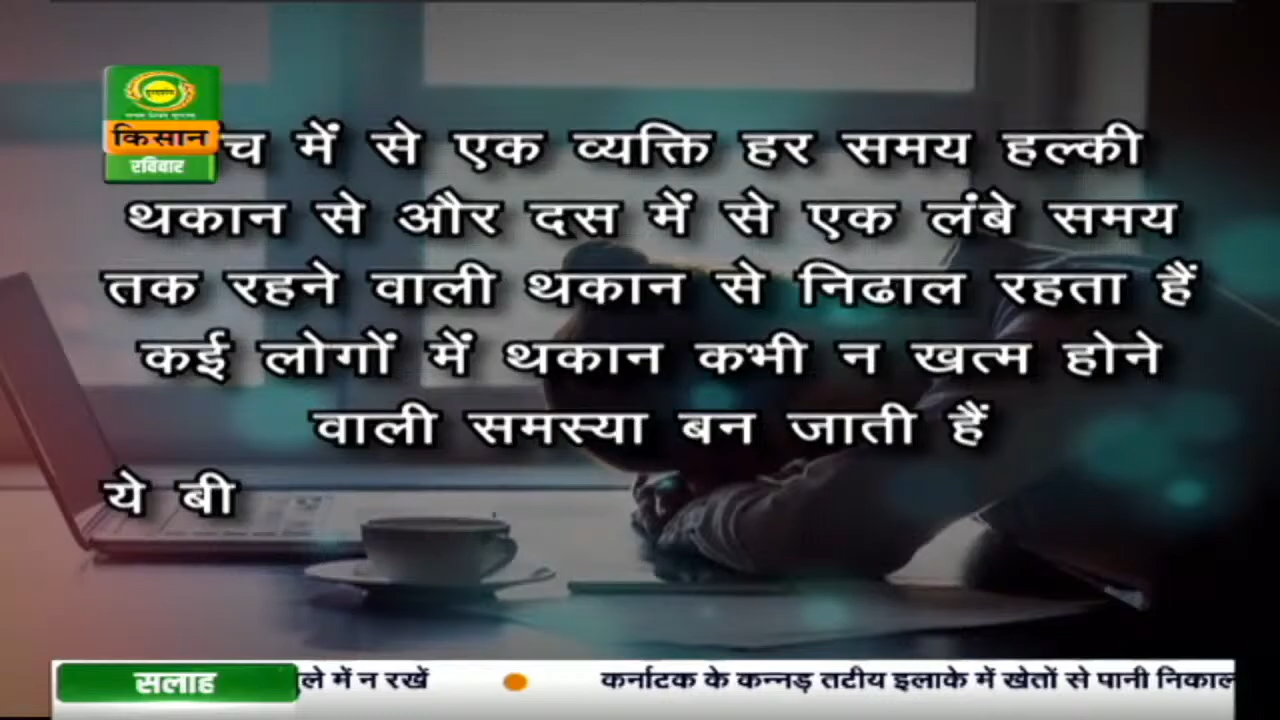 किसान
रविवार
च में से एक व्यक्ति हर समय हल्की
थकान से और दस में से एक लंबे समय
तक रहने वाली थकान से निढाल रहता हैं
कई लोगों में थकान कभी न खत्म होने
वाली समस्या बन जाती हैं
ये बी
सलाह
ले में न रखें
कर्नाटक के कन्नड़ तटीय इलाके में खेतों से पानी निकाल